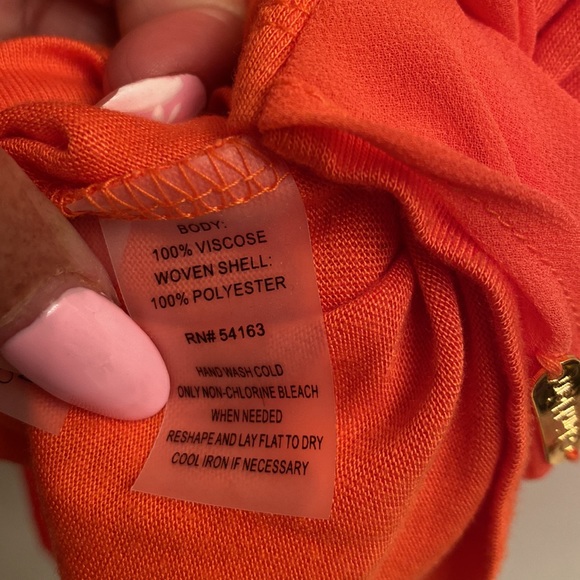 BODY:
100% VISCOSE
WOVEN SHELL:
100% POLYESTER
RN# 54163
HAND WASH COLD
ONLY NON-CHLORINE BLEACH
WHEN NEEDED
RESHAPE AND LAY FLAT TO DRY
COOL IRON IF NECESSARY